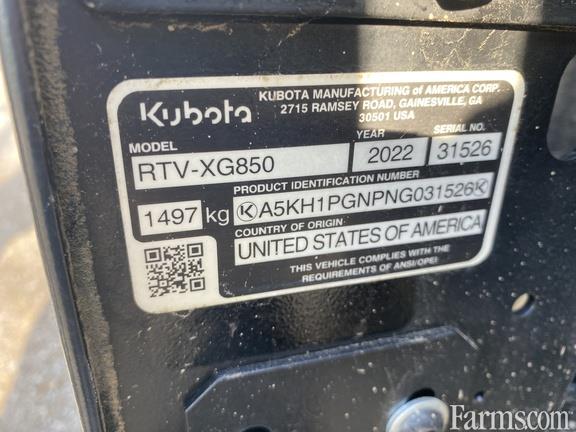 Kubota
KUBOTA MANUFACTURING of AMERICA CORP.
2715 RAMSEY ROAD, GAINESVILLE, GA
30501 USA
MODEL
YEAR
SERIAL NO.
RTV-XG850
2022
31526
PRODUCT IDENTIFICATION NUMBER
1497 kg
A5KH1PGNPNG031526
COUNTRY OF ORIGIN
UNITED STATES OF AMERICA
THIS VEHICLE COMPLIES WITH THE
REQUIREMENTS OF ANSI/OPEI
Farms.com